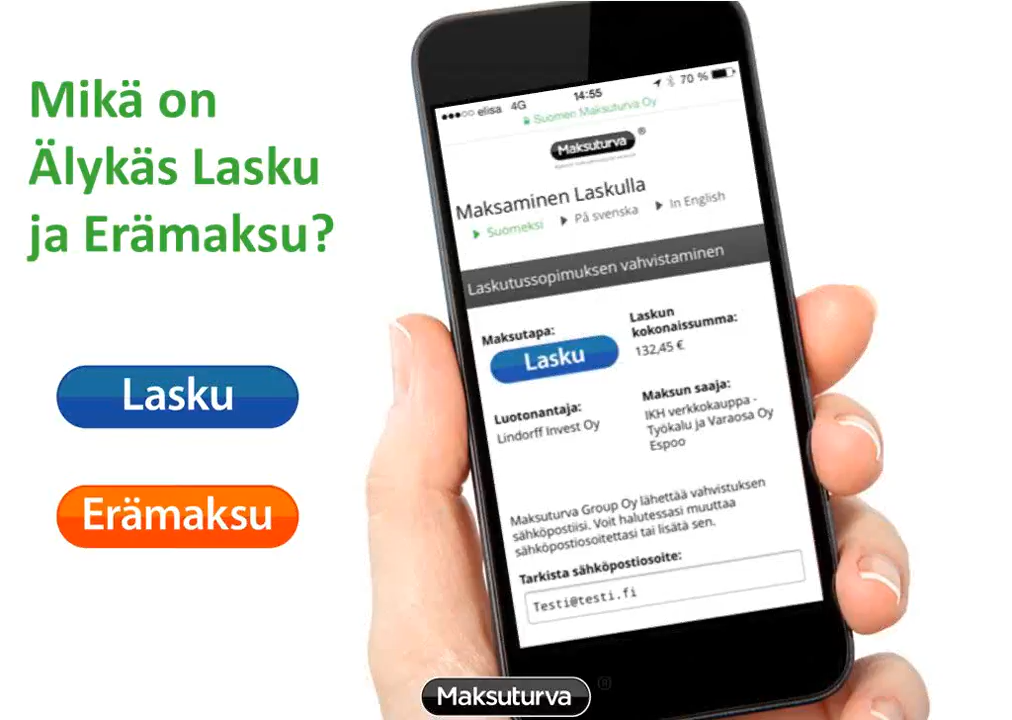 Mikä on
Älykäs Lasku
ja Erämaksu?
Lasku
Erämaksu
elisa 4G 14:55 70 %
Suomen Maksuturva Oy
Maksuturva ®
Maksaminen Laskulla
Suomeksi På svenska In English
Laskutussopimuksen vahvistaminen
Maksutapa:
Lasku
Laskun
kokonaissumma:
132,45 €
Luotonantaja:
Lindorff Invest Oy
Maksun saaja:
IKH verkkokauppa -
Työkalu ja Varaosa Oy
Espoo
Maksuturva Group Oy lähettää vahvistuksen
sähköpostiisi. Voit halutessasi muuttaa
sähköpostiosoitettasi tai lisätä sen.
Tarkista sähköpostiosoite:
Testi@testi.fi
Maksuturva ®